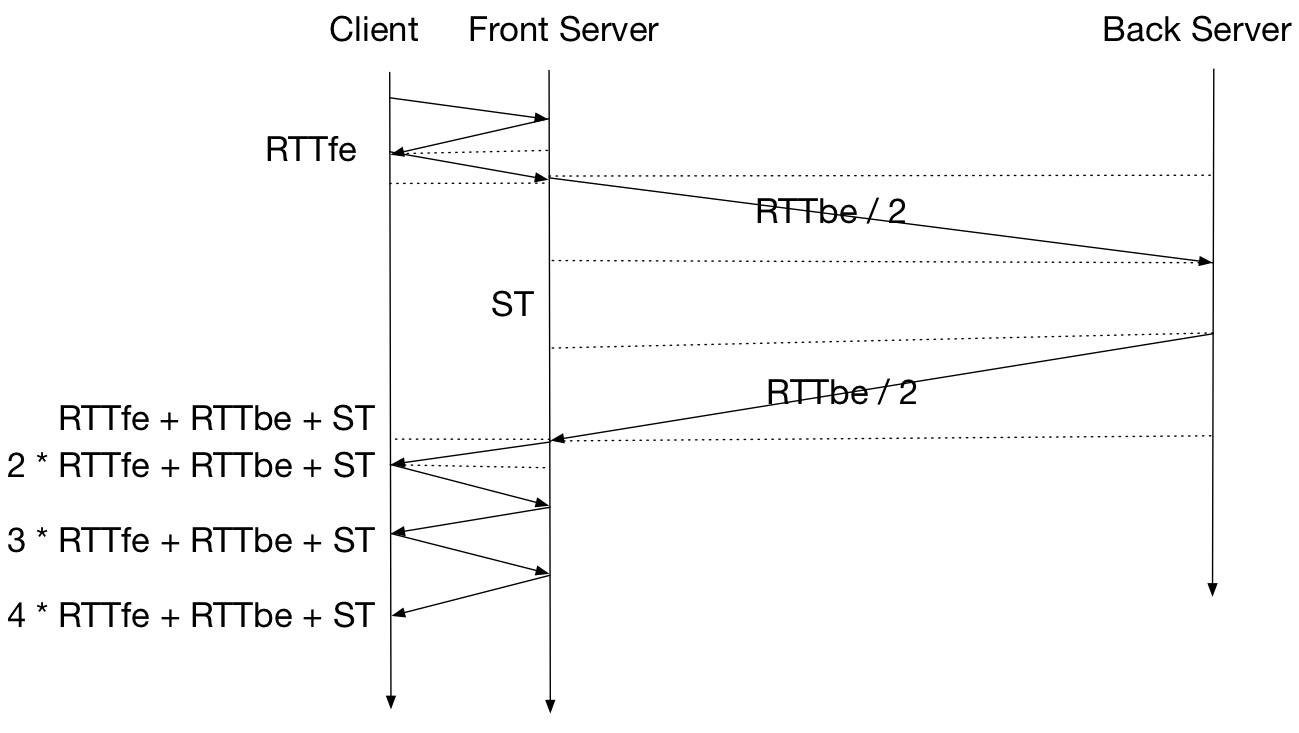 Client
Front Server
Back Server
RTTfe
RTTbe / 2
ST
RTTbe / 2
RTTfe + RTTbe + ST
2 * RTTfe + RTTbe + ST
3 * RTTfe + RTTbe + ST
4 * RTTfe + RTTbe + ST